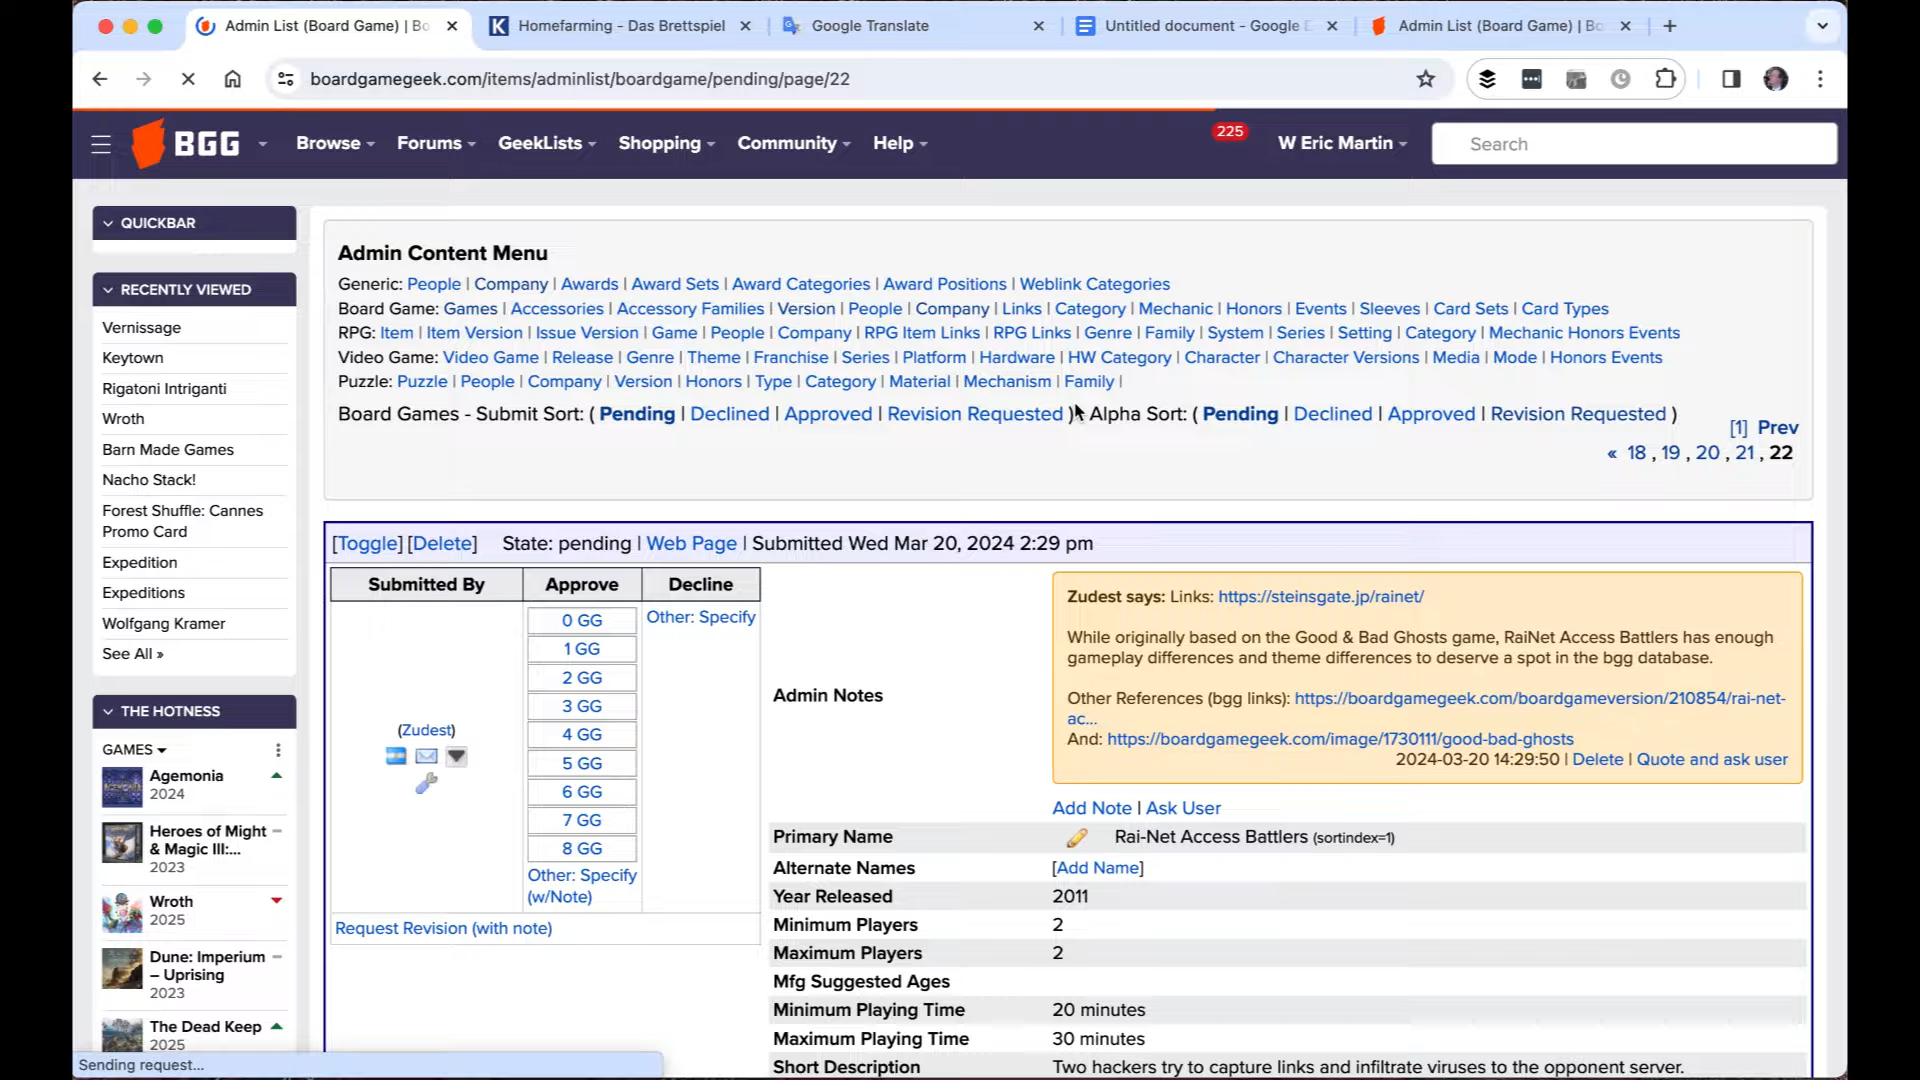 Admin List (Board Game) | Bo
Homefarming - Das Brettspiel
Google Translate
Untitled document - Google
Admin List (Board Game) | Bo
boardgamegeek.com/items/adminlist/boardgame/pending/page/22
BGG
Browse
Forums
GeekLists
Shopping
Community
Help
225
W Eric Martin
Search
QUICKBAR
RECENTLY VIEWED
Vernissage
Keytown
Rigatoni Intriganti
Wroth
Barn Made Games
Nacho Stack!
Forest Shuffle: Cannes
Promo Card
Expedition
Expeditions
Wolfgang Kramer
See All »
THE HOTNESS
GAMES
Agemonia
2024
Heroes of Might
& Magic III:...
2023
Wroth
2025
Dune: Imperium
– Uprising
2023
The Dead Keep
2025
Sending request...
Admin Content Menu
Generic: People | Company | Awards | Award Sets | Award Categories | Award Positions | Weblink Categories
Board Game: Games | Accessories | Accessory Families | Version | People | Company | Links | Category | Mechanic | Honors | Events | Sleeves | Card Sets | Card Types
RPG: Item | Item Version | Issue Version | Game | People | Company | RPG Item Links | RPG Links | Genre | Family | System | Series | Setting | Category | Mechanic Honors Events
Video Game: Video Game | Release | Genre | Theme | Franchise | Series | Platform | Hardware | HW Category | Character | Character Versions | Media | Mode | Honors Events
Puzzle: Puzzle | People | Company | Version | Honors | Type | Category | Material | Mechanism | Family |
Board Games - Submit Sort: ( Pending | Declined | Approved | Revision Requested ) Alpha Sort: ( Pending | Declined | Approved | Revision Requested )
[1] Prev
« 18 , 19 , 20 , 21 , 22
[Toggle] [Delete] State: pending | Web Page | Submitted Wed Mar 20, 2024 2:29 pm
Submitted By
Approve
Decline
(Zudest)
0 GG
1 GG
2 GG
3 GG
4 GG
5 GG
6 GG
7 GG
8 GG
Other: Specify
(w/Note)
Other: Specify
Request Revision (with note)
Admin Notes
Zudest says: Links: https://steinsgate.jp/rainet/
While originally based on the Good & Bad Ghosts game, RaiNet Access Battlers has enough
gameplay differences and theme differences to deserve a spot in the bgg database.
Other References (bgg links): https://boardgamegeek.com/boardgameversion/210854/rai-net-
ac...
And: https://boardgamegeek.com/image/1730111/good-bad-ghosts
2024-03-20 14:29:50 | Delete | Quote and ask user
Add Note | Ask User
Primary Name Rai-Net Access Battlers (sortindex=1)
Alternate Names [Add Name]
Year Released 2011
Minimum Players 2
Maximum Players 2
Mfg Suggested Ages
Minimum Playing Time 20 minutes
Maximum Playing Time 30 minutes
Short Description Two hackers try to capture links and infiltrate viruses to the opponent server.